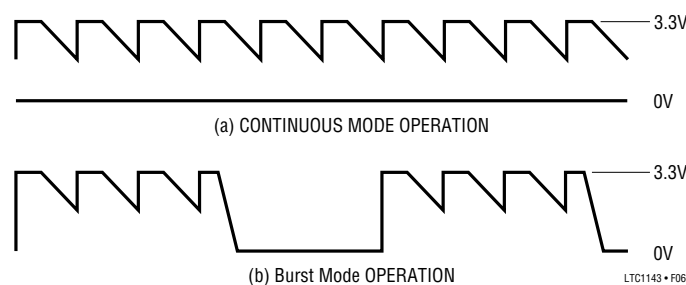 3.3V
0V
(a) CONTINUOUS MODE OPERATION
3.3V
0V
(b) Burst Mode OPERATION
LTC1143 • F06